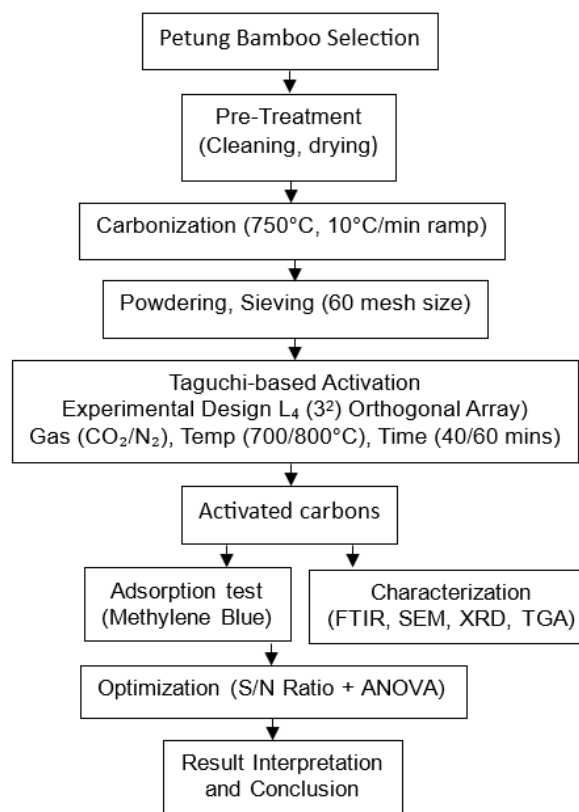 Petung Bamboo Selection
Pre-Treatment
(Cleaning, drying)
Carbonization (750°C, 10°C/min ramp)
Powdering, Sieving (60 mesh size)
Taguchi-based Activation
Experimental Design L₄ (3²) Orthogonal Array)
Gas (CO₂/N₂), Temp (700/800°C), Time (40/60 mins)
Activated carbons
Adsorption test
(Methylene Blue)
Characterization
(FTIR, SEM, XRD, TGA)
Optimization (S/N Ratio + ANOVA)
Result Interpretation
and Conclusion